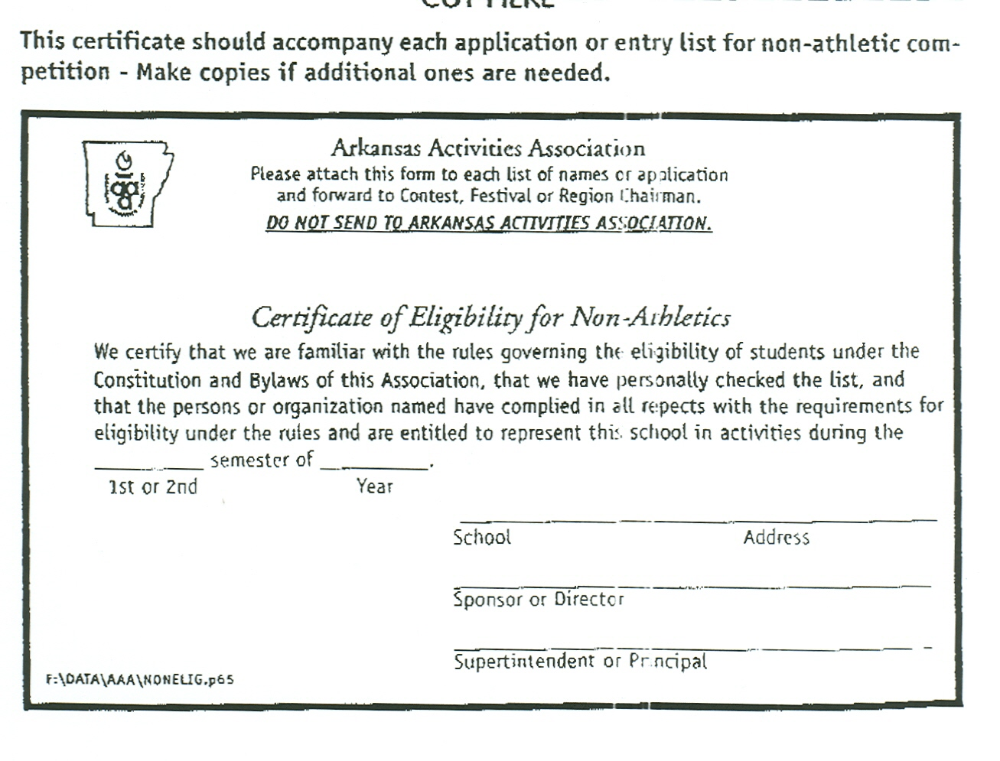 CUT HERE
This certificate should accompany each application or entry list for non-athletic com-
petition - Make copies if additional ones are needed.
Arkansas Activities Association
Please attach this form to each list of names or application
and forward to Contest, Festival or Region Chairman.
DO NOT SEND TO ARKANSAS ACTIVITIES ASSOCIATION.
aaa
Certificate of Eligibility for Non-Athletics
We certify that we are familiar with the rules governing the eligibility of students under the
Constitution and Bylaws of this Association, that we have personally checked the list, and
that the persons or organization named have complied in all repects with the requirements for
eligibility under the rules and are entitled to represent this school in activities during the
__________ semester of __________.
1st or 2nd Year
School Address
Sponsor or Director
Supertintendent or Principal
F:\DATA\AAA\NONELIG.p65